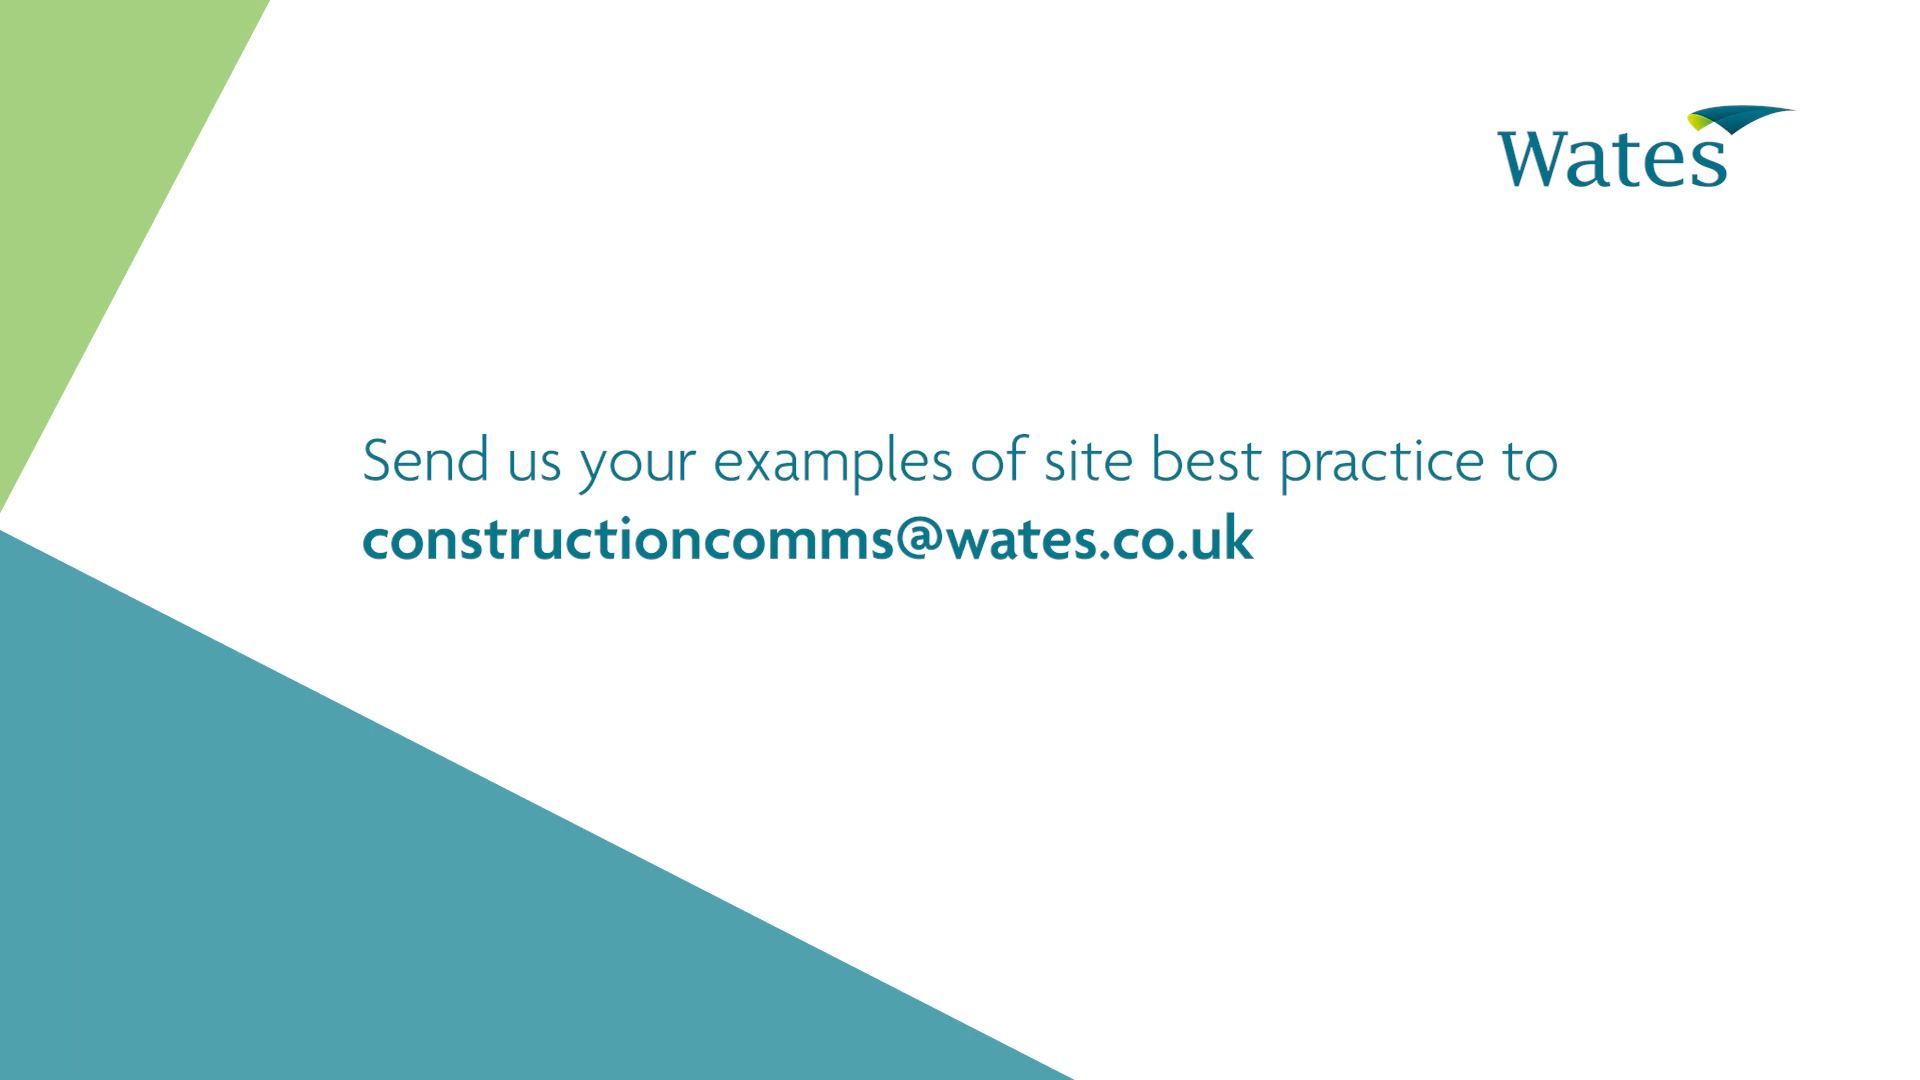 Wates
Send us your examples of site best practice to
constructioncomms@wates.co.uk